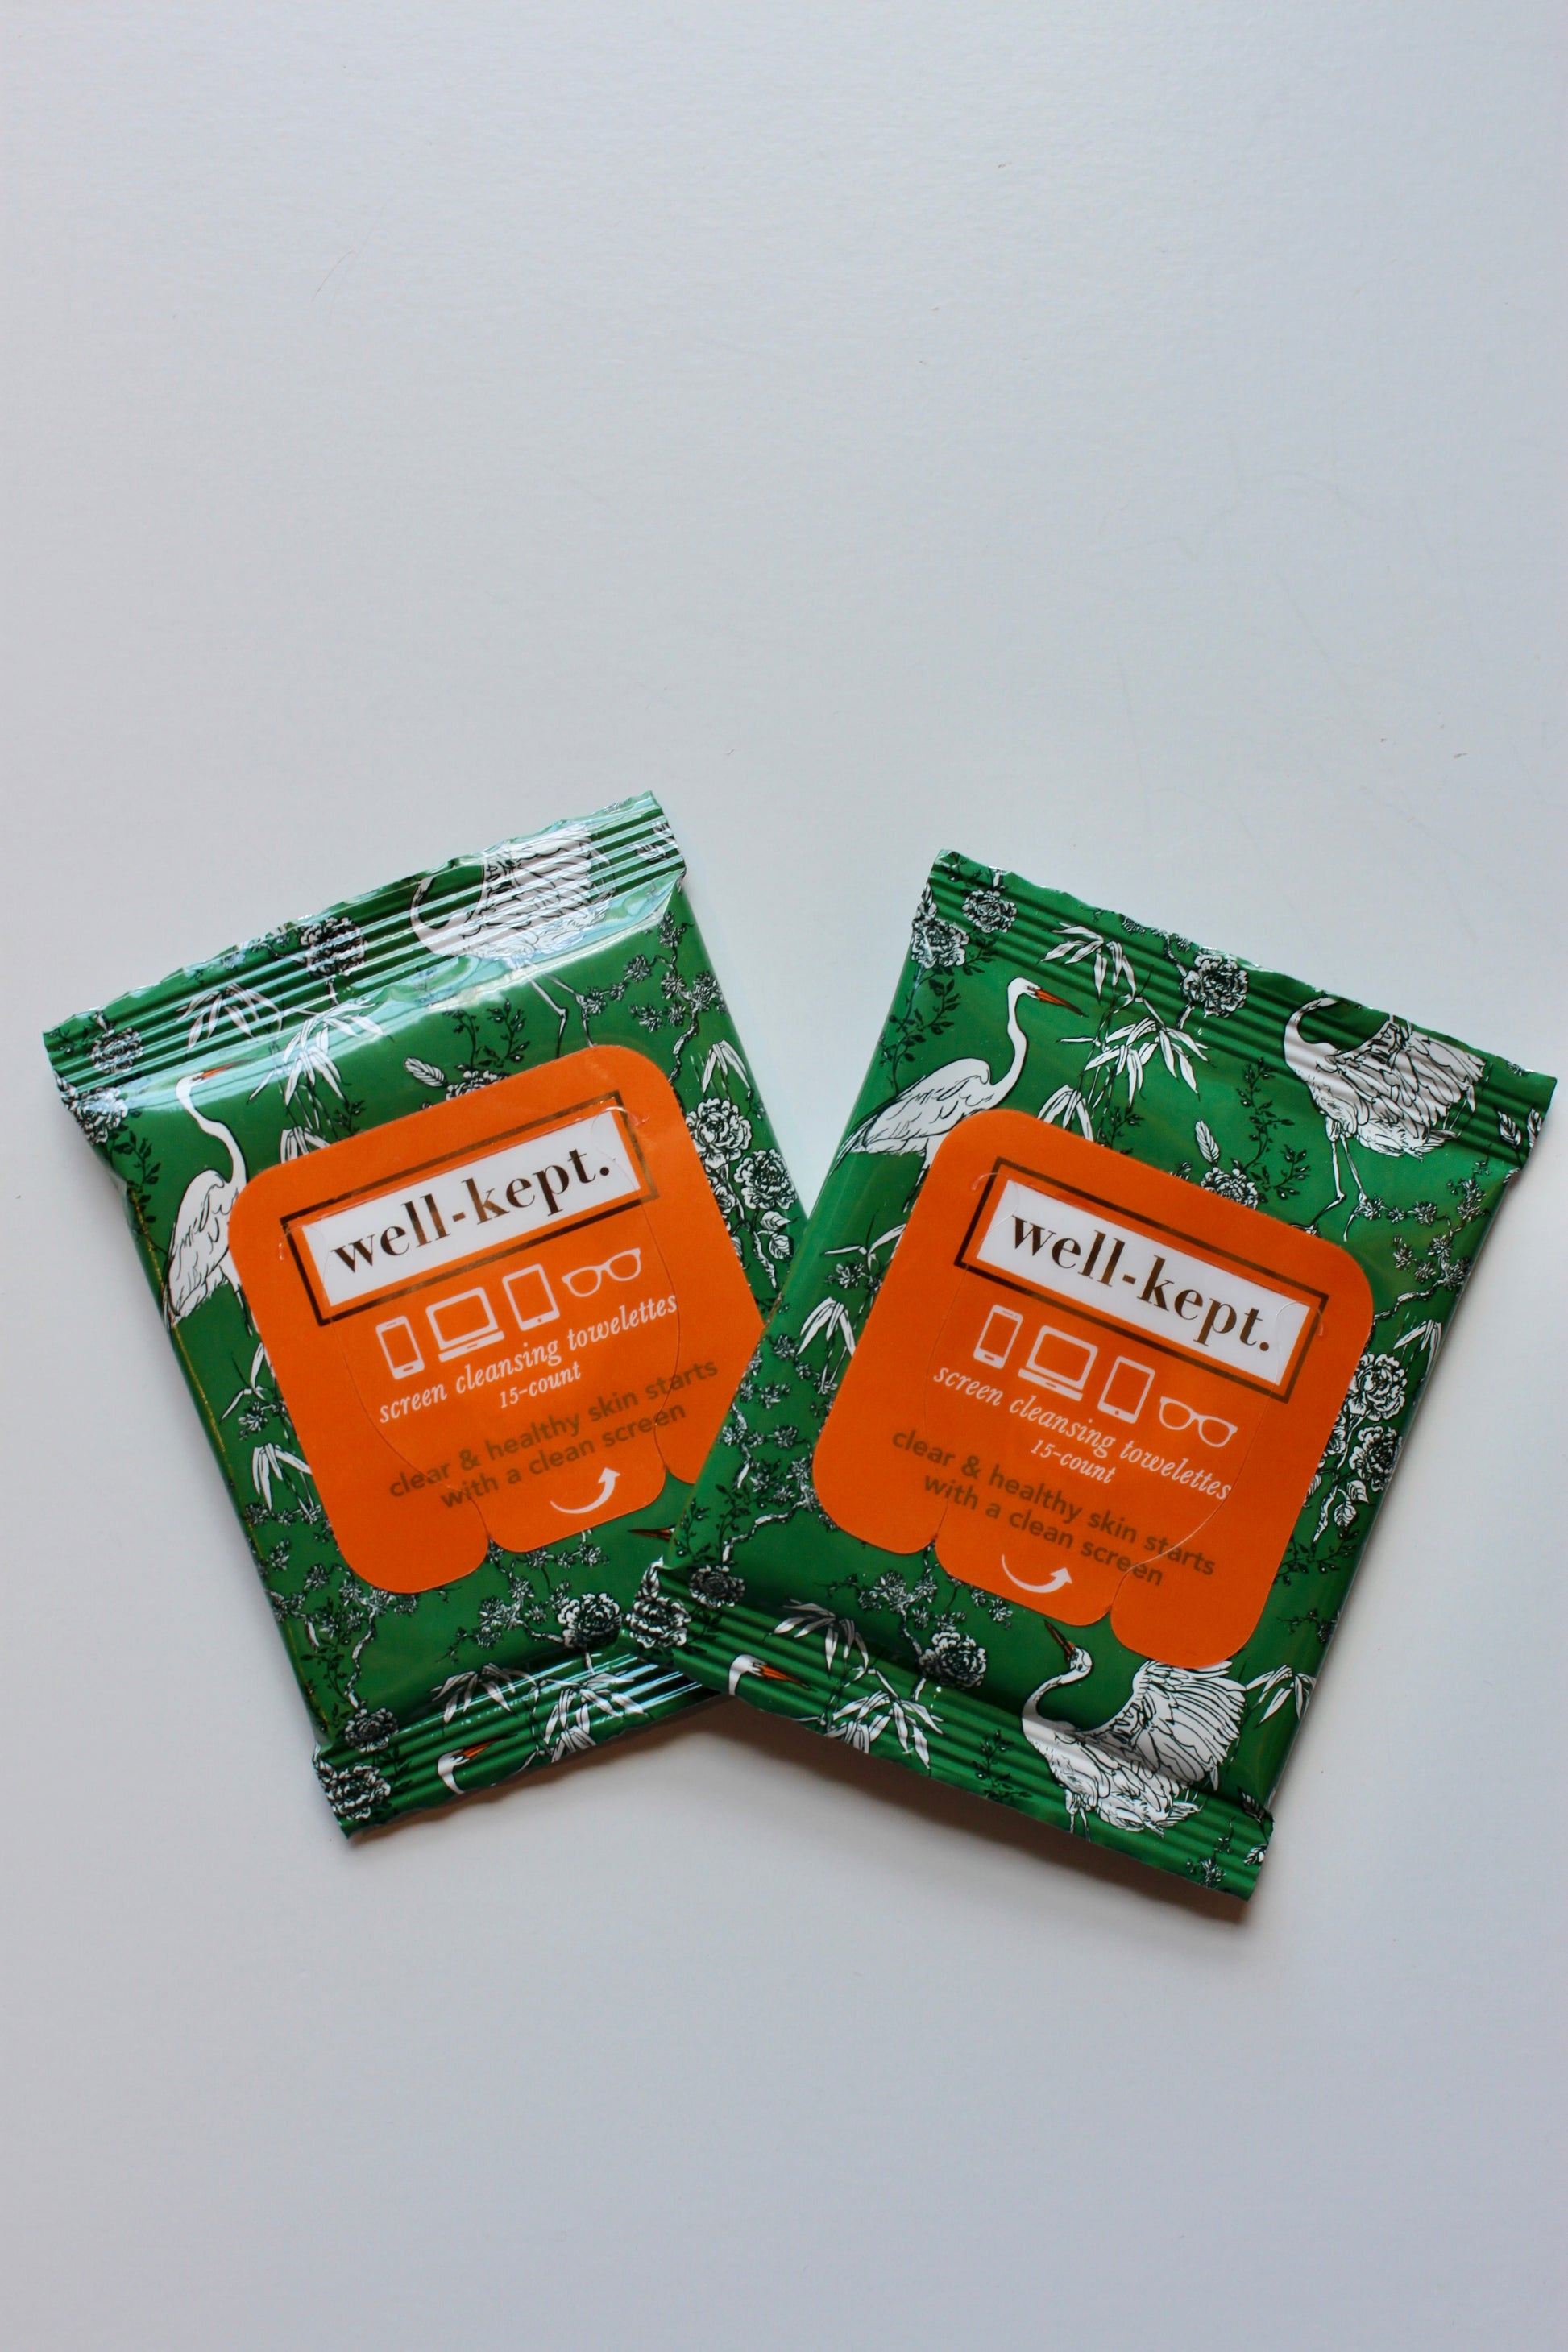 well-kept.
screen cleansing towelettes
15-count
clear & healthy skin starts
with a clean screen
well-kept.
screen cleansing towelettes
15-count
clear & healthy skin starts
with a clean screen